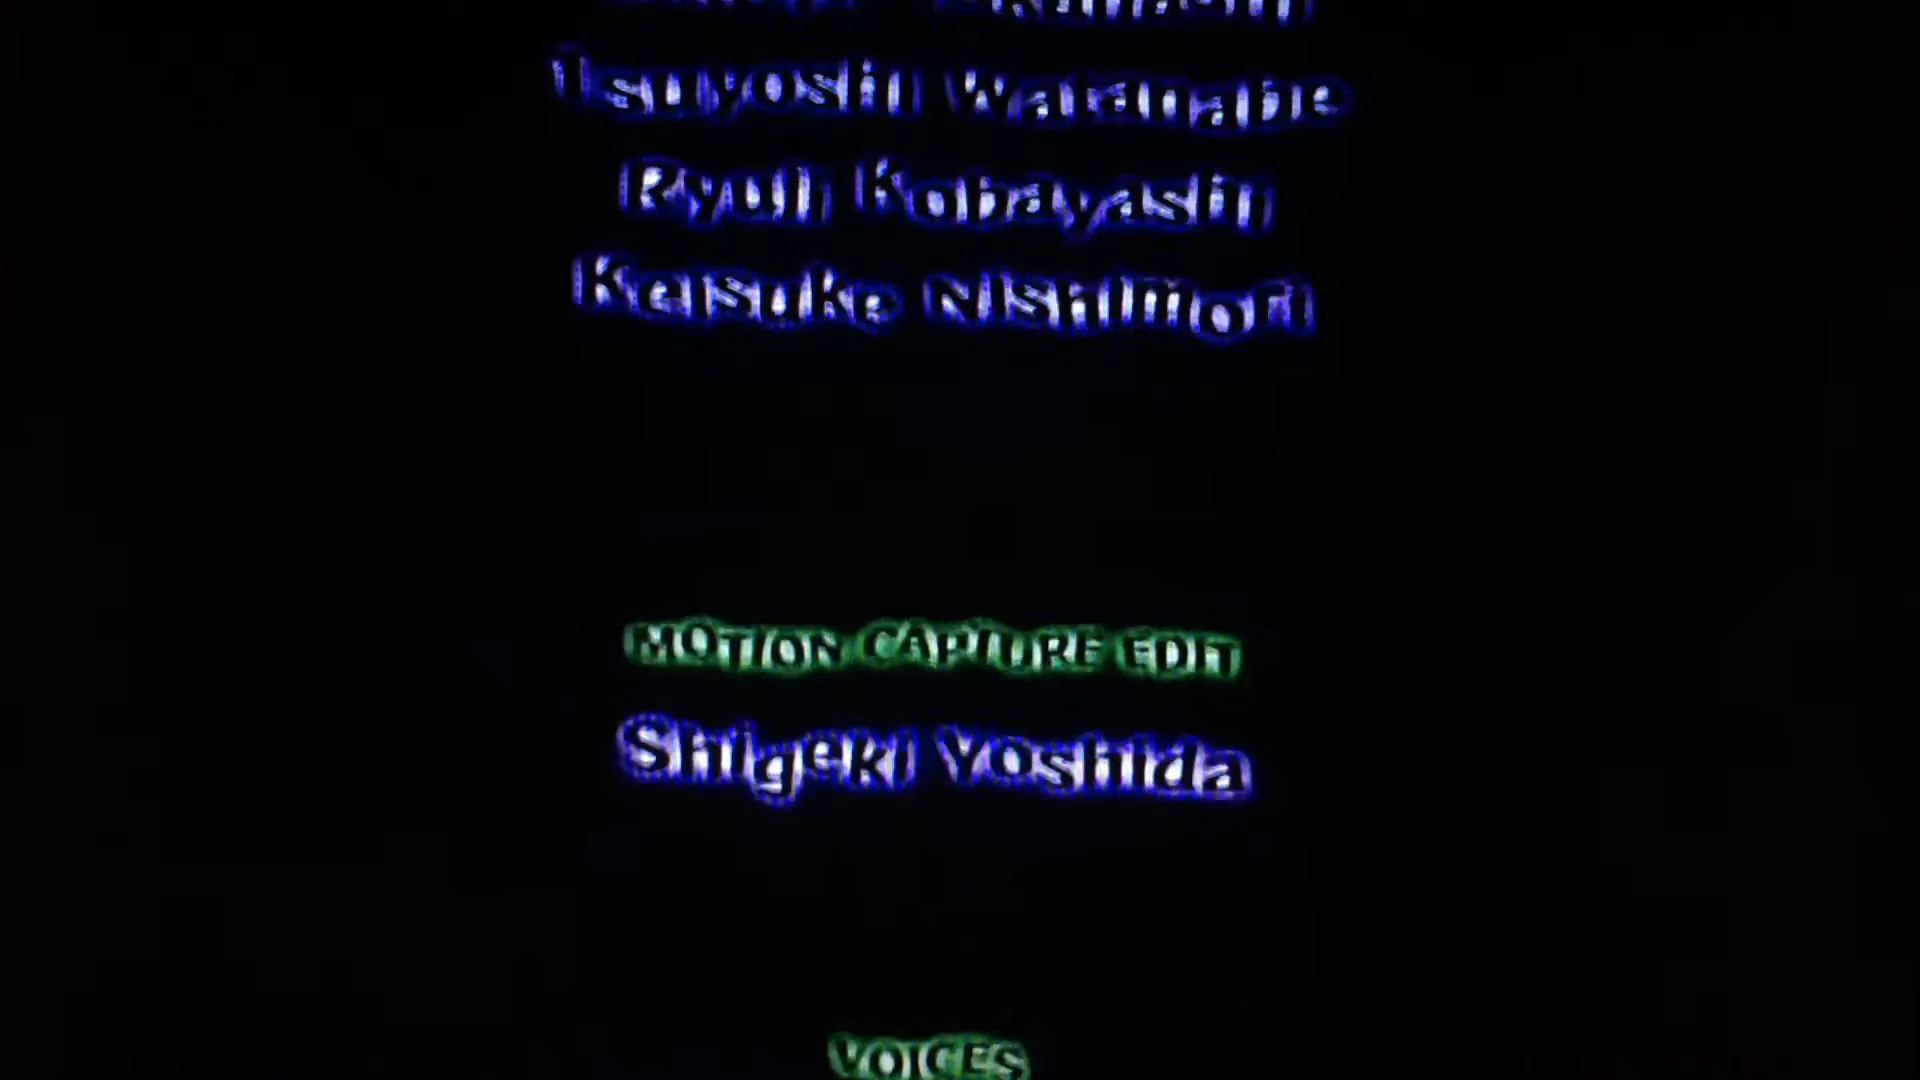 Tsuyoshi Watanabe
Ryuji Kobayashi
Keisuke Nishimori
MOTION CAPTURE EDIT
Shigeki Yoshida
VOICES